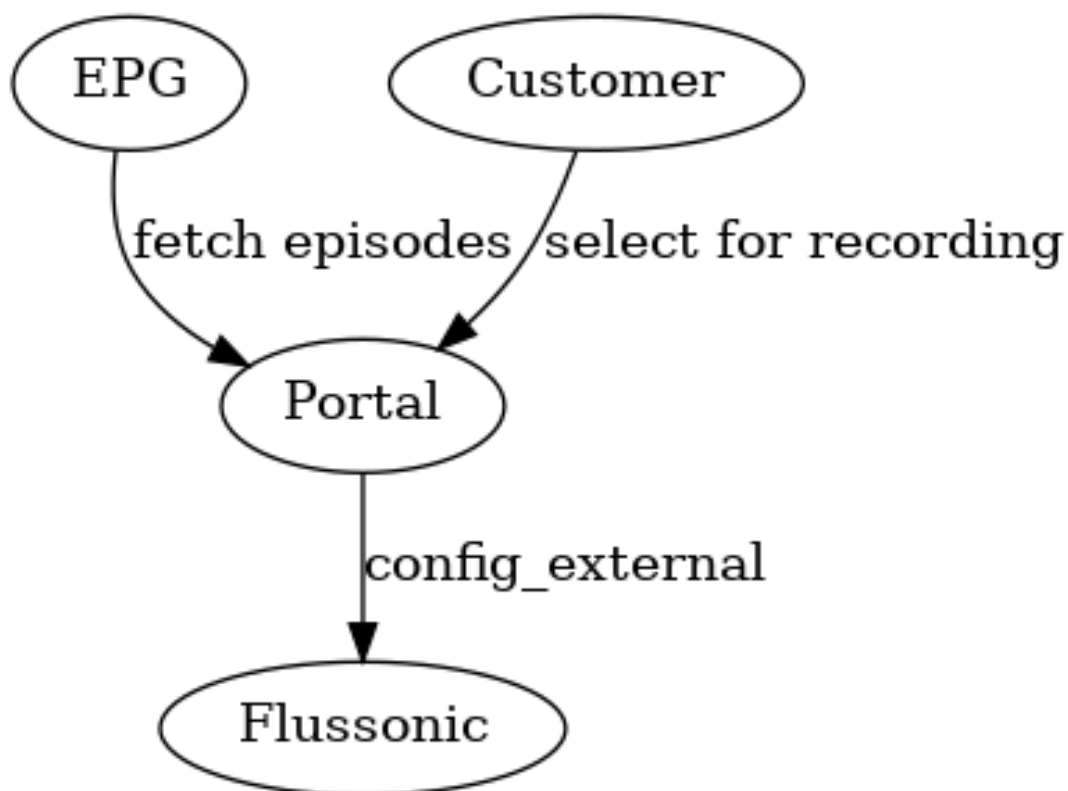 EPG
Customer
fetch episodes
select for recording
Portal
config_external
Flussonic